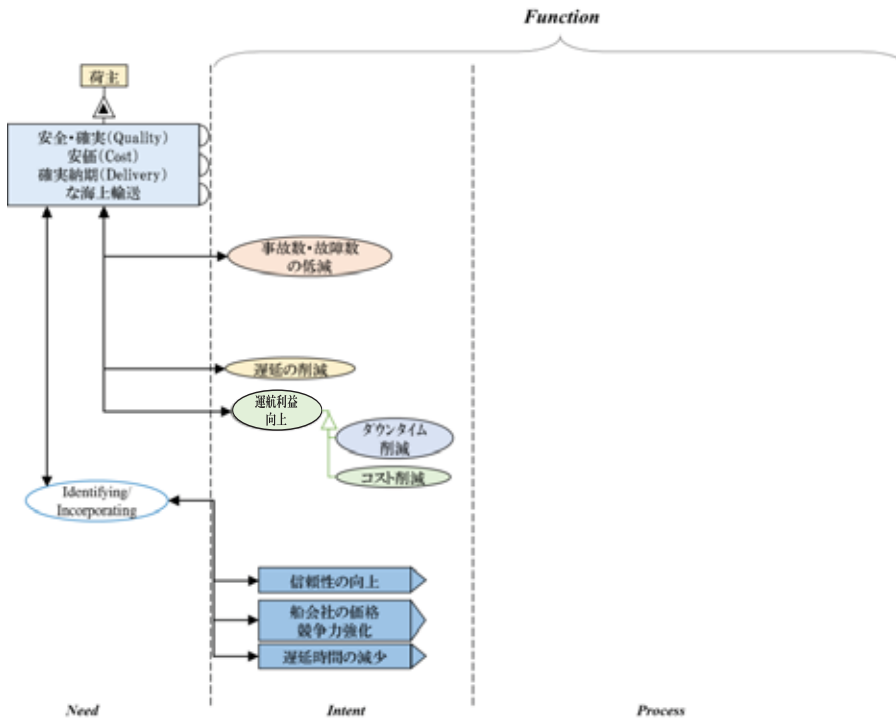 Function
荷主
安全・確実(Quality)
安価(Cost)
確実納期(Delivery)
な海上輸送
事故数・故障数
の低減
遅延の削減
運航利益
向上
ダウンタイム
削減
コスト削減
Identifying/
Incorporating
信頼性の向上
船会社の価格
競争力強化
遅延時間の減少
Need
Intent
Process